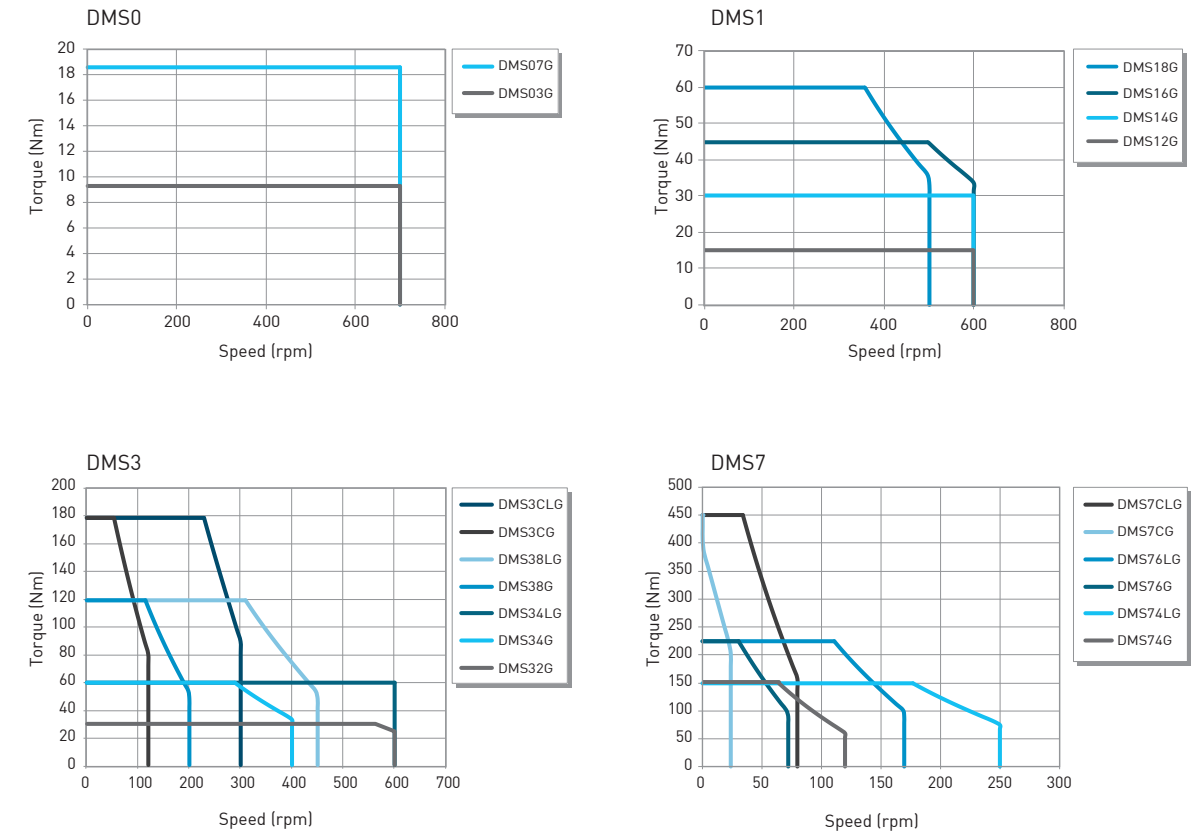 DMS0
20
18
16
14
12
10
8
6
4
2
0
Torque (Nm)
0 200 400 600 800
Speed (rpm)
DMS07G
DMS03G
DMS1
70
60
50
40
30
20
10
0
Torque (Nm)
0 200 400 600 800
Speed (rpm)
DMS18G
DMS16G
DMS14G
DMS12G
DMS3
200
180
160
140
120
100
80
60
40
20
0
Torque (Nm)
0 100 200 300 400 500 600 700
Speed (rpm)
DMS3CLG
DMS3CG
DMS38LG
DMS38G
DMS34LG
DMS34G
DMS32G
DMS7
500
450
400
350
300
250
200
150
100
50
0
Torque (Nm)
0 50 100 150 200 250 300
Speed (rpm)
DMS7CLG
DMS7CG
DMS76LG
DMS76G
DMS74LG
DMS74G